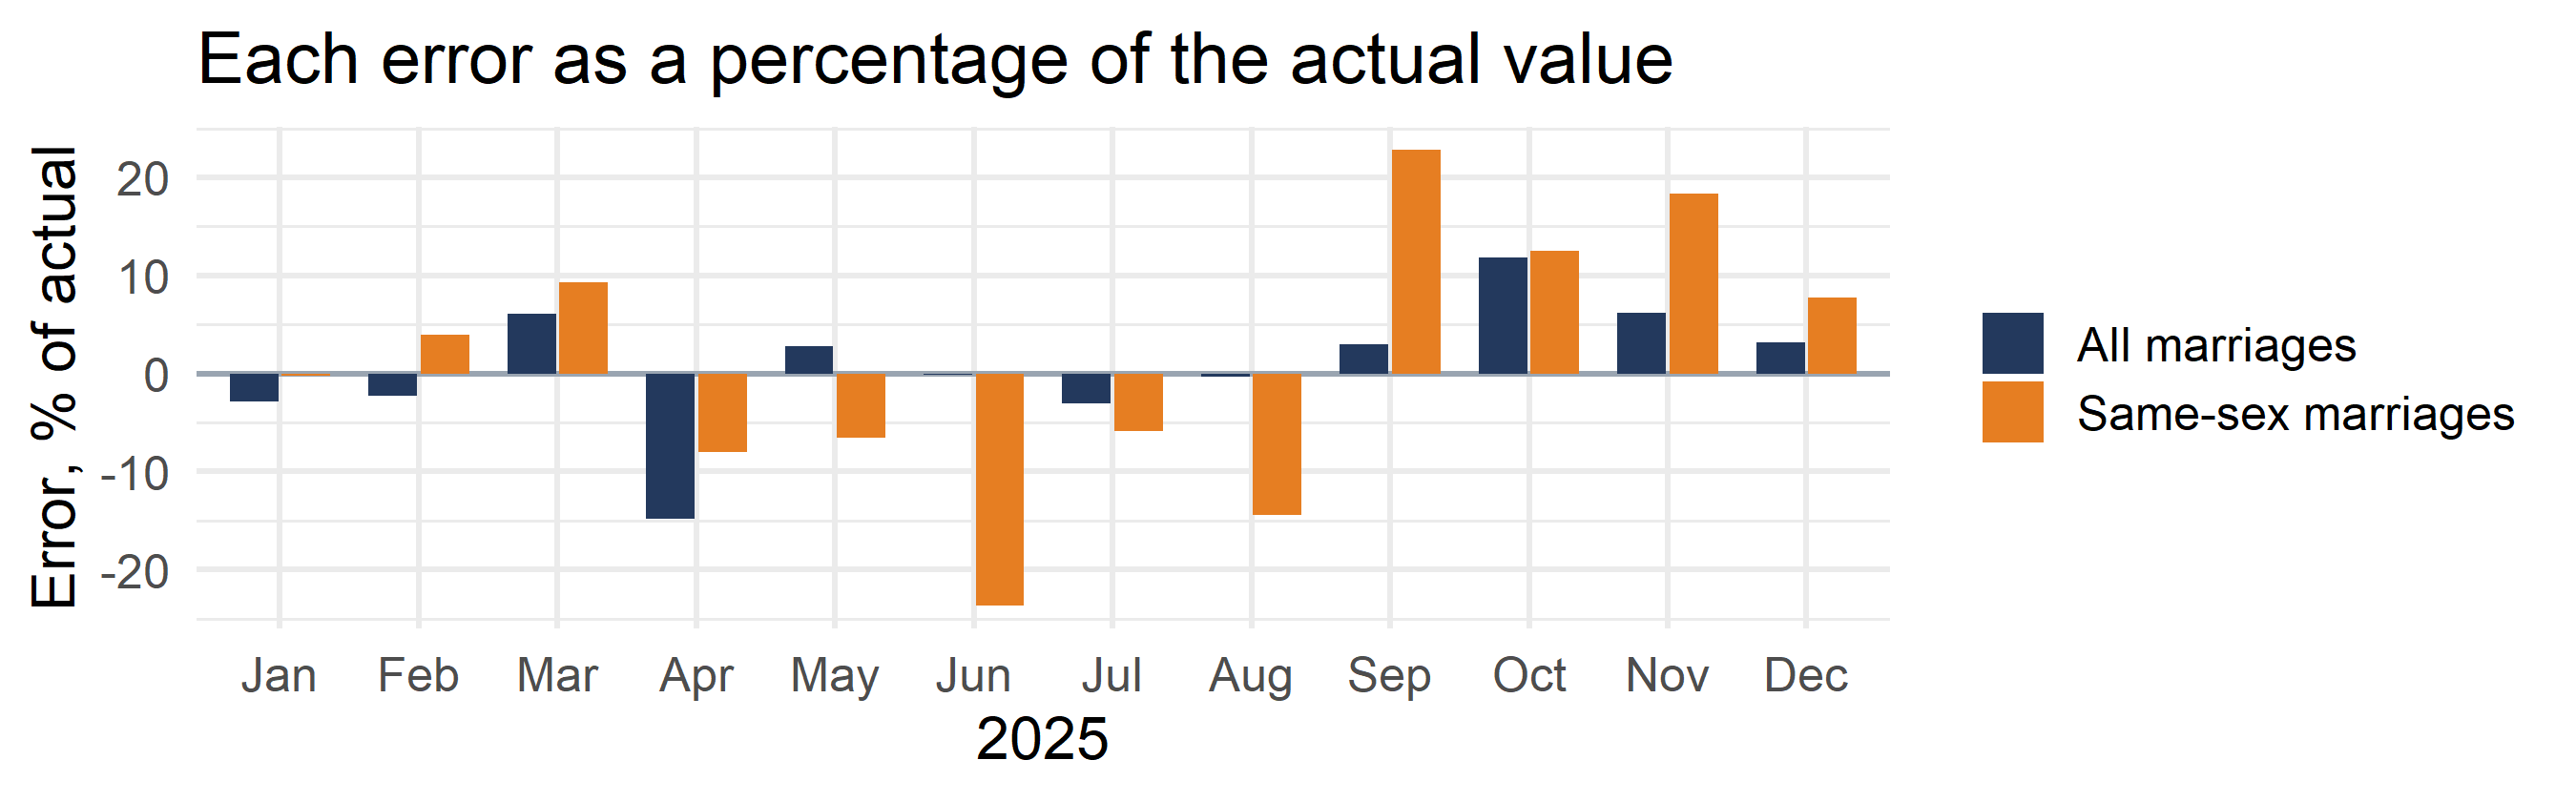 Each error as a percentage of the actual value
Error, % of actual
20
10
0
-10
-20
Jan Feb Mar Apr May Jun Jul Aug Sep Oct Nov Dec
2025
All marriages
Same-sex marriages